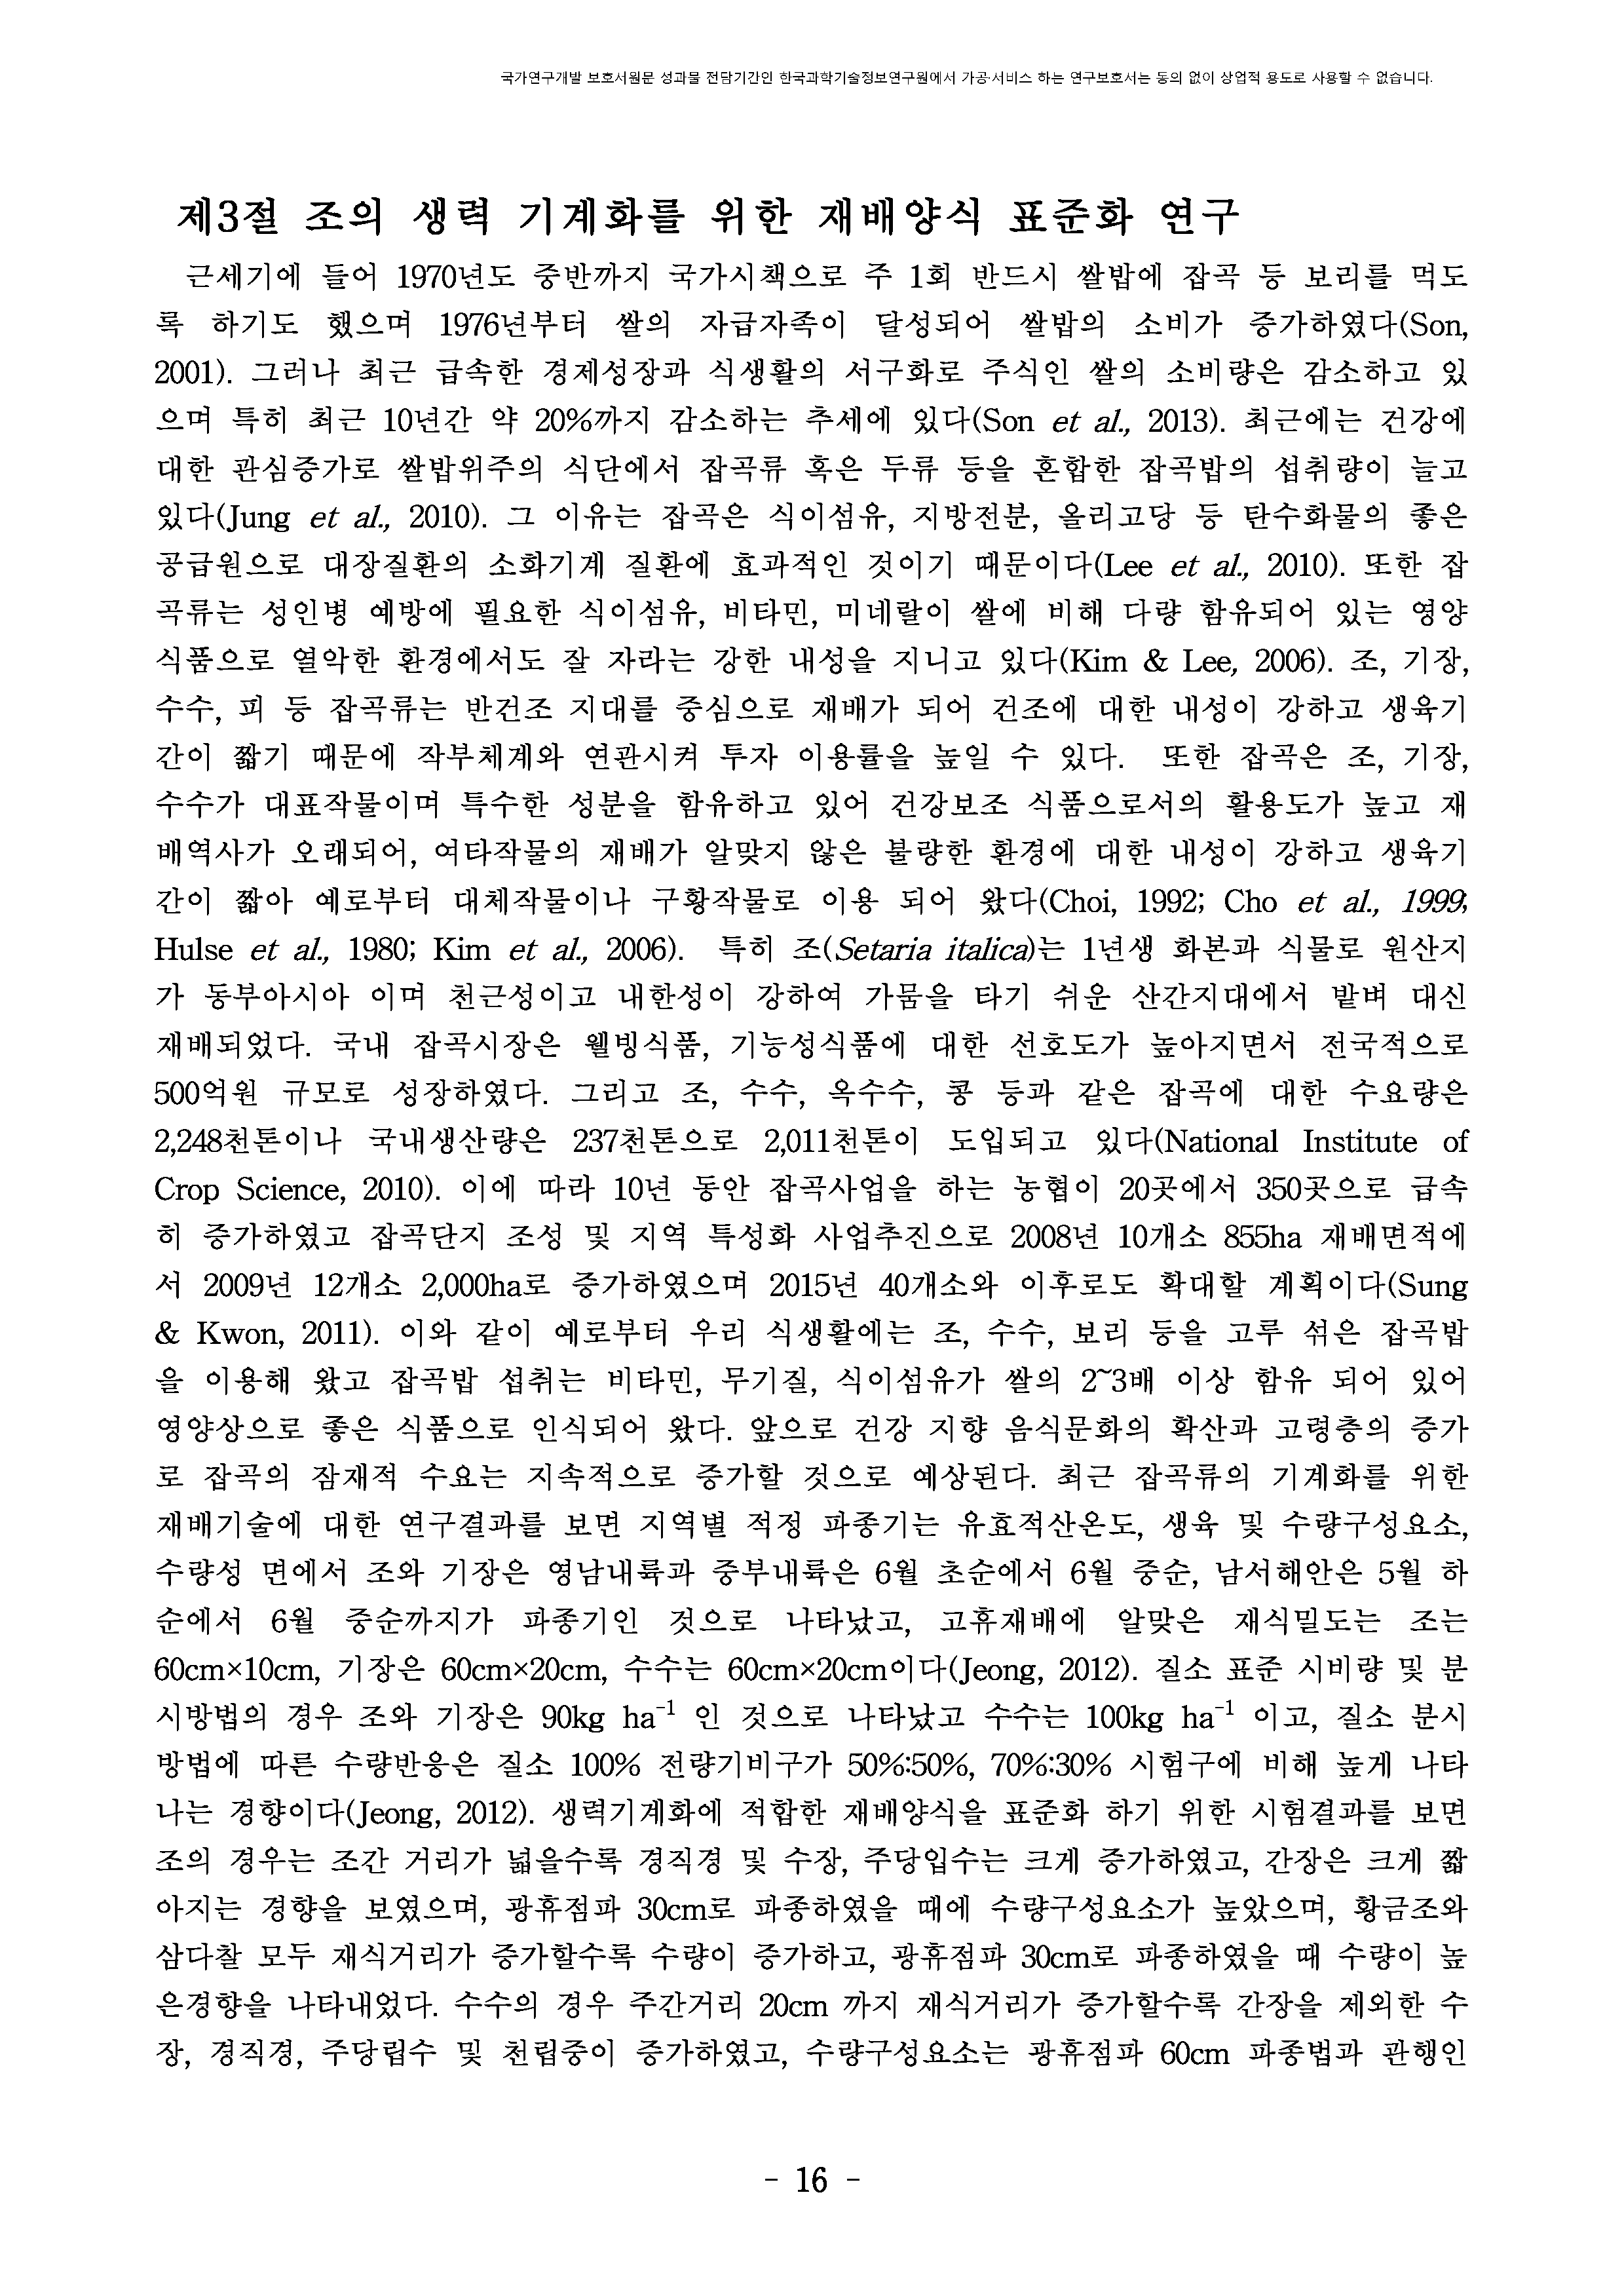 국가연구개발 보호서원문 성과물 전담기간인 한국과학기술정보연구원에서 가공·서비스 하는 연구보호서는 동의 없이 상업적 용도로 사용할 수 없습니다.
제3절 조의 생력 기계화를 위한 재배양식 표준화 연구
근세기에 들어 1970년도 중반까지 국가시책으로 주 1회 반드시 쌀밥에 잡곡 등 보리를 먹도
록 하기도 했으며 1976년부터 쌀의 자급자족이 달성되어 쌀밥의 소비가 증가하였다(Son,
2001). 그러나 최근 급속한 경제성장과 식생활의 서구화로 주식인 쌀의 소비량은 감소하고 있
으며 특히 최근 10년간 약 20%까지 감소하는 추세에 있다(Son et al., 2013). 최근에는 건강에
대한 관심증가로 쌀밥위주의 식단에서 잡곡류 혹은 두류 등을 혼합한 잡곡밥의 섭취량이 늘고
있다(Jung et al., 2010). 그 이유는 잡곡은 식이섬유, 지방전분, 올리고당 등 탄수화물의 좋은
공급원으로 대장질환의 소화기계 질환에 효과적인 것이기 때문이다(Lee et al., 2010). 또한 잡
곡류는 성인병 예방에 필요한 식이섬유, 비타민, 미네랄이 쌀에 비해 다량 함유되어 있는 영양
식품으로 열악한 환경에서도 잘 자라는 강한 내성을 지니고 있다(Kim & Lee, 2006). 조, 기장,
수수, 피 등 잡곡류는 반건조 지대를 중심으로 재배가 되어 건조에 대한 내성이 강하고 생육기
간이 짧기 때문에 작부체계와 연관시켜 투자 이용률을 높일 수 있다. 또한 잡곡은 조, 기장,
수수가 대표작물이며 특수한 성분을 함유하고 있어 건강보조 식품으로서의 활용도가 높고 재
배역사가 오래되어, 여타작물의 재배가 알맞지 않은 불량한 환경에 대한 내성이 강하고 생육기
간이 짧아 예로부터 대체작물이나 구황작물로 이용 되어 왔다(Choi, 1992; Cho et al., 1999;
Hulse et al., 1980; Kim et al., 2006). 특히 조(Setaria italica)는 1년생 화본과 식물로 원산지
가 동부아시아 이며 천근성이고 내한성이 강하여 가뭄을 타기 쉬운 산간지대에서 밭벼 대신
재배되었다. 국내 잡곡시장은 웰빙식품, 기능성식품에 대한 선호도가 높아지면서 전국적으로
500억원 규모로 성장하였다. 그리고 조, 수수, 옥수수, 콩 등과 같은 잡곡에 대한 수요량은
2,248천톤이나 국내생산량은 237천톤으로 2,011천톤이 도입되고 있다(National Institute of
Crop Science, 2010). 이에 따라 10년 동안 잡곡사업을 하는 농협이 20곳에서 350곳으로 급속
히 증가하였고 잡곡단지 조성 및 지역 특성화 사업추진으로 2008년 10개소 855ha 재배면적에
서 2009년 12개소 2,000ha로 증가하였으며 2015년 40개소와 이후로도 확대할 계획이다(Sung
& Kwon, 2011). 이와 같이 예로부터 우리 식생활에는 조, 수수, 보리 등을 고루 섞은 잡곡밥
을 이용해 왔고 잡곡밥 섭취는 비타민, 무기질, 식이섬유가 쌀의 2~3배 이상 함유 되어 있어
영양상으로 좋은 식품으로 인식되어 왔다. 앞으로 건강 지향 음식문화의 확산과 고령층의 증가
로 잡곡의 잠재적 수요는 지속적으로 증가할 것으로 예상된다. 최근 잡곡류의 기계화를 위한
재배기술에 대한 연구결과를 보면 지역별 적정 파종기는 유효적산온도, 생육 및 수량구성요소,
수량성 면에서 조와 기장은 영남내륙과 중부내륙은 6월 초순에서 6월 중순, 남서해안은 5월 하
순에서 6월 중순까지가 파종기인 것으로 나타났고, 고휴재배에 알맞은 재식밀도는 조는
60cm×10cm, 기장은 60cm×20cm, 수수는 60cm×20cm이다(Jeong, 2012). 질소 표준 시비량 및 분
시방법의 경우 조와 기장은 90kg ha⁻¹ 인 것으로 나타났고 수수는 100kg ha⁻¹ 이고, 질소 분시
방법에 따른 수량반응은 질소 100% 전량기비구가 50%:50%, 70%:30% 시험구에 비해 높게 나타
나는 경향이다(Jeong, 2012). 생력기계화에 적합한 재배양식을 표준화 하기 위한 시험결과를 보면
조의 경우는 조간 거리가 넓을수록 경직경 및 수장, 주당입수는 크게 증가하였고, 간장은 크게 짧
아지는 경향을 보였으며, 광휴점파 30cm로 파종하였을 때에 수량구성요소가 높았으며, 황금조와
삼다찰 모두 재식거리가 증가할수록 수량이 증가하고, 광휴점파 30cm로 파종하였을 때 수량이 높
은경향을 나타내었다. 수수의 경우 주간거리 20cm 까지 재식거리가 증가할수록 간장을 제외한 수
장, 경직경, 주당립수 및 천립중이 증가하였고, 수량구성요소는 광휴점파 60cm 파종법과 관행인
- 16 -